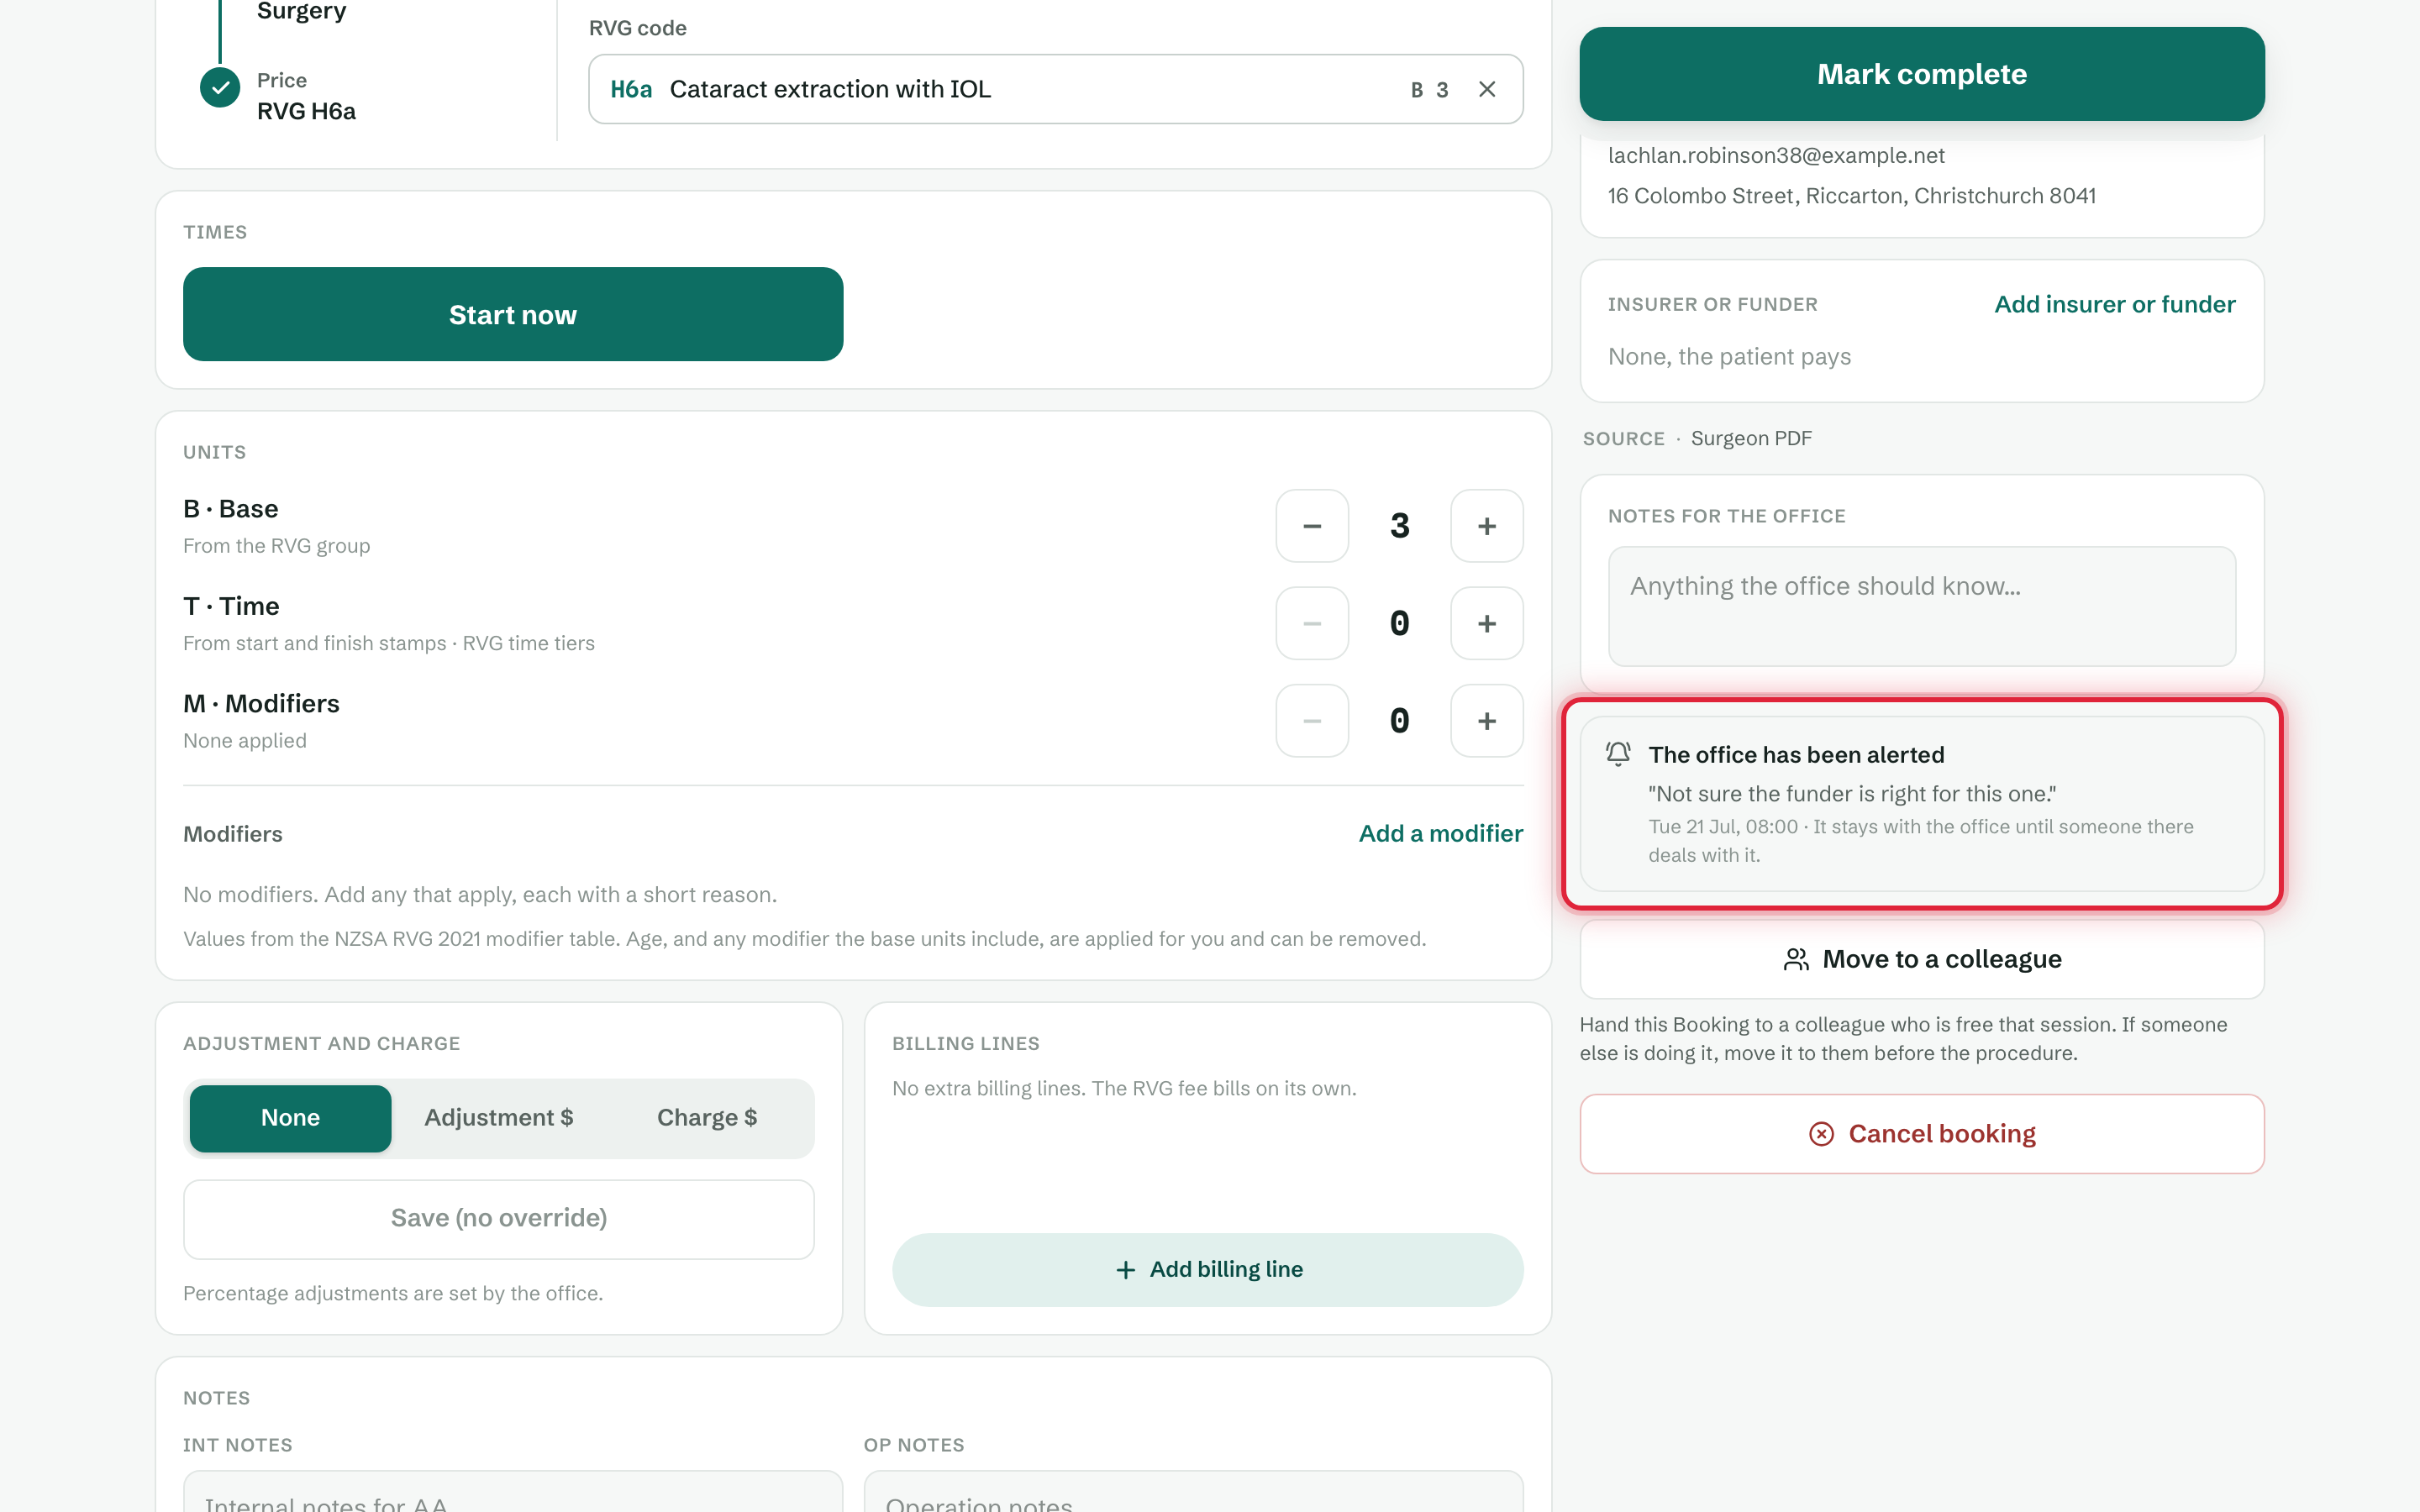 Surgery
Price
RVG H6a
RVG code
H6a Cataract extraction with IOL B 3
TIMES
Start now
UNITS
B · Base
From the RVG group
3
T · Time
From start and finish stamps · RVG time tiers
0
M · Modifiers
None applied
0
Modifiers
Add a modifier
No modifiers. Add any that apply, each with a short reason.
Values from the NZSA RVG 2021 modifier table. Age, and any modifier the base units include, are applied for you and can be removed.
ADJUSTMENT AND CHARGE
None
Adjustment $
Charge $
Save (no override)
Percentage adjustments are set by the office.
BILLING LINES
No extra billing lines. The RVG fee bills on its own.
+ Add billing line
NOTES
INT NOTES
Internal notes for AA
OP NOTES
Operation notes
Mark complete
lachlan.robinson38@example.net
16 Colombo Street, Riccarton, Christchurch 8041
INSURER OR FUNDER
Add insurer or funder
None, the patient pays
SOURCE · Surgeon PDF
NOTES FOR THE OFFICE
Anything the office should know...
The office has been alerted
"Not sure the funder is right for this one."
Tue 21 Jul, 08:00 · It stays with the office until someone there
deals with it.
Move to a colleague
Hand this Booking to a colleague who is free that session. If someone
else is doing it, move it to them before the procedure.
Cancel booking